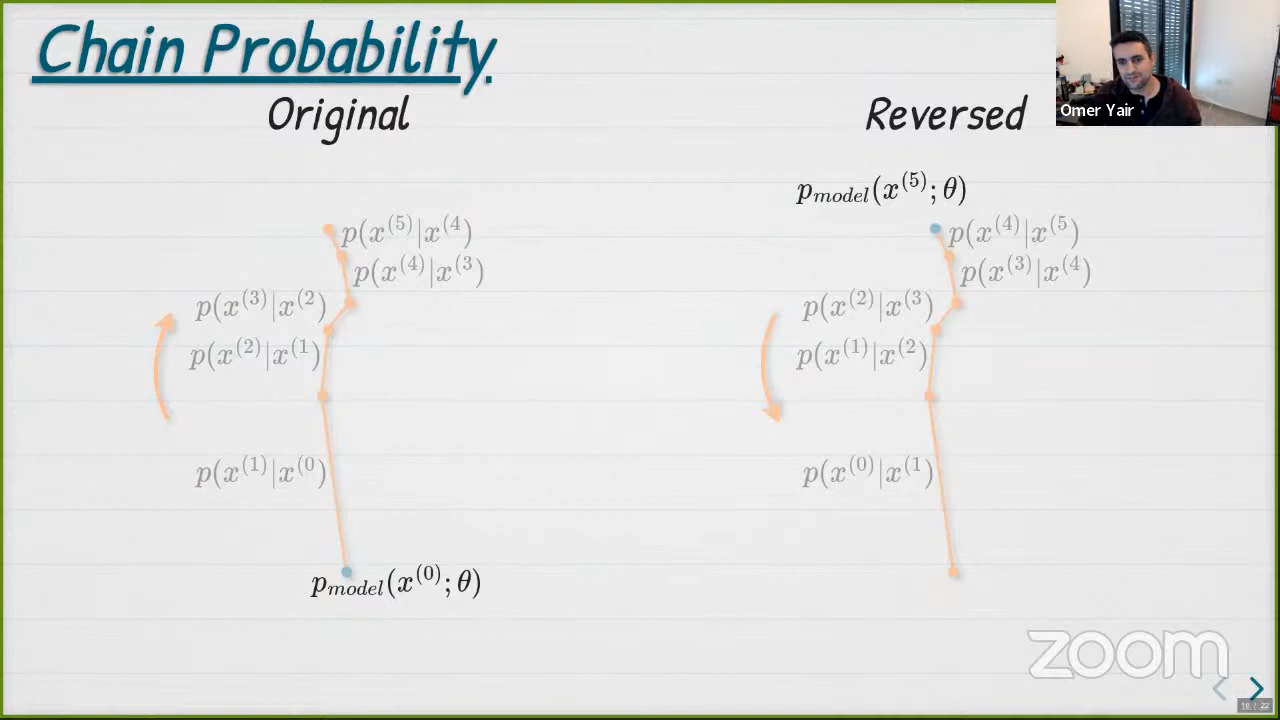 Chain Probability
Original
Reversed
Omer Yair
p_{model}(x^{(5)}; θ)
p(x^{(5)}|x^{(4})
p(x^{(4)}|x^{(3})
p(x^{(3)}|x^{(2})
p(x^{(2)}|x^{(1})
p(x^{(1)}|x^{(0})
p_{model}(x^{(0)}; θ)
p(x^{(4)}|x^{(5})
p(x^{(3)}|x^{(4})
p(x^{(2)}|x^{(3})
p(x^{(1)}|x^{(2})
p(x^{(0)}|x^{(1})
zoom